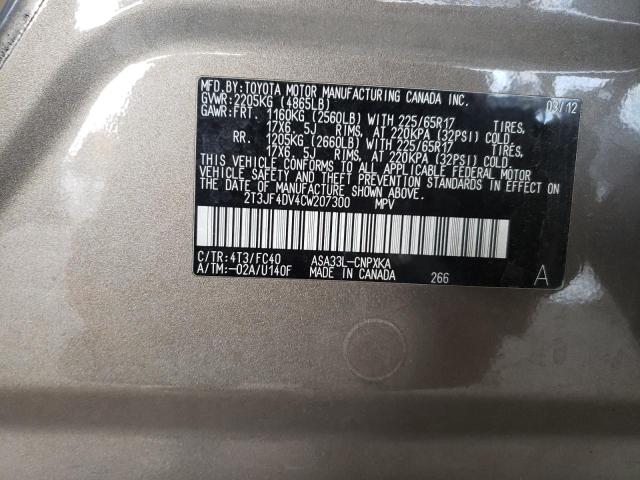 MFD. BY: TOYOTA MOTOR MANUFACTURING CANADA INC.
GVWR: 2205KG (4865LB) 03/12
GAWR: FRT. 1160KG (2560LB) WITH 225/65R17 TIRES,
17X6. 5J RIMS, AT 220KPA (32PSI) COLD
RR. 1205KG (2660LB) WITH 225/65R17 TIRES,
17X6. 5J RIMS, AT 220KPA (32PSI) COLD
THIS VEHICLE CONFORMS TO ALL APPLICABLE FEDERAL MOTOR
VEHICLE SAFETY AND BUMPER STANDARDS IN EFFECT ON
THE DATE OF MANUFACTURE SHOWN ABOVE.
2T3JF4DV4CW207300 MPV
C/TR: 4T3/FC40 ASA33L-CNPXKA
A/TM: -02A/U140F MADE IN CANADA 266 A